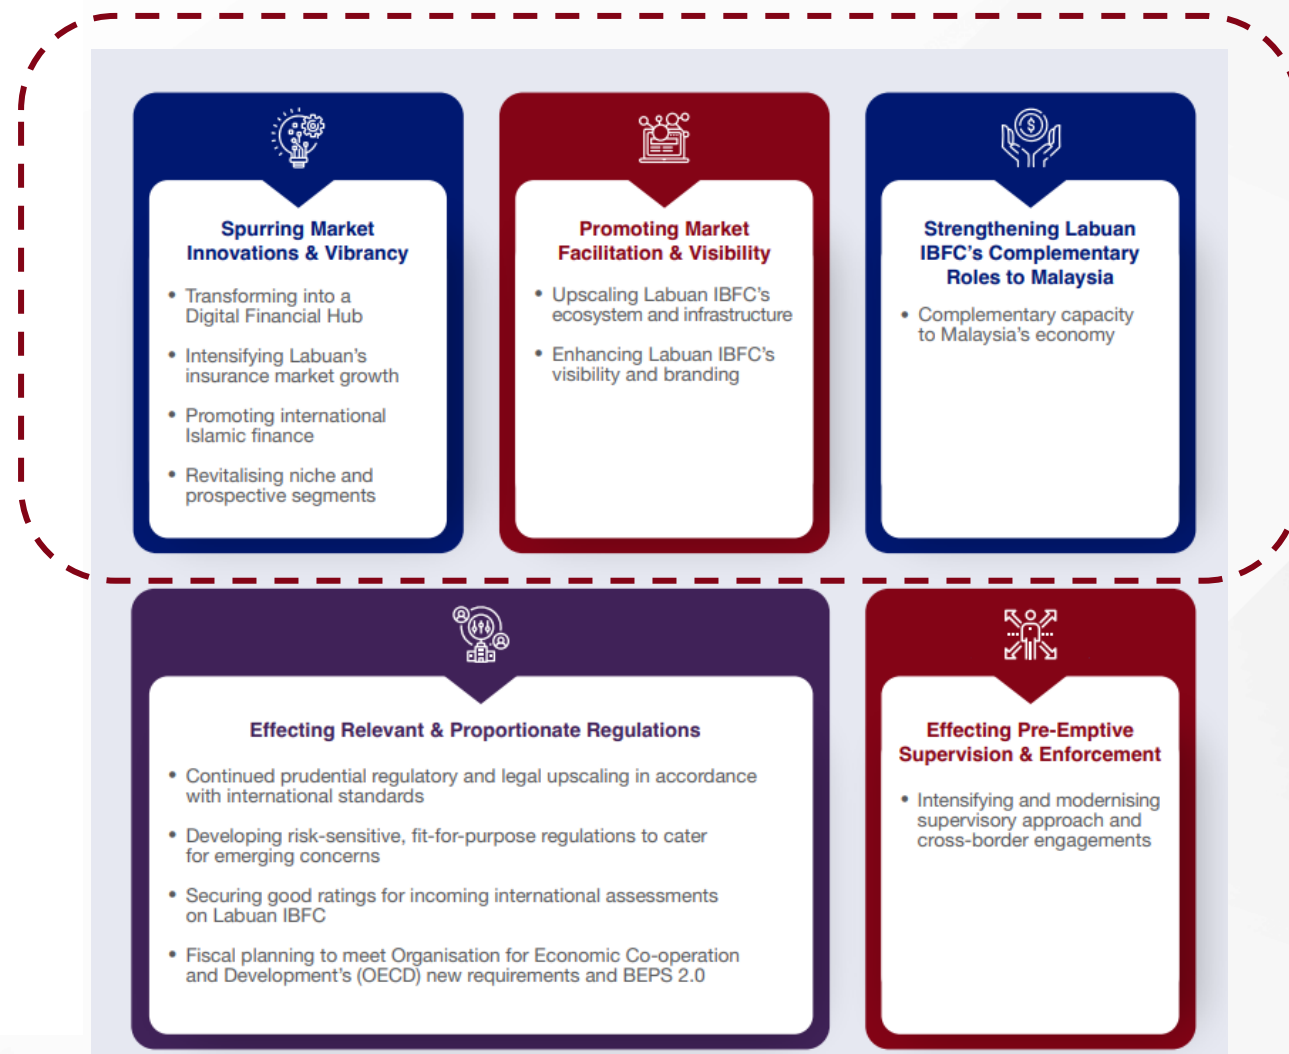 Spurring Market
Innovations & Vibrancy
• Transforming into a
Digital Financial Hub
• Intensifying Labuan's
insurance market growth
• Promoting international
Islamic finance
• Revitalising niche and
prospective segments
Promoting Market
Facilitation & Visibility
• Upscaling Labuan IBFC's
ecosystem and infrastructure
• Enhancing Labuan IBFC's
visibility and branding
$
Strengthening Labuan
IBFC's Complementary
Roles to Malaysia
• Complementary capacity
to Malaysia's economy
Effecting Relevant & Proportionate Regulations
• Continued prudential regulatory and legal upscaling in accordance
with international standards
• Developing risk-sensitive, fit-for-purpose regulations to cater
for emerging concerns
• Securing good ratings for incoming international assessments
on Labuan IBFC
• Fiscal planning to meet Organisation for Economic Co-operation
and Development's (OECD) new requirements and BEPS 2.0
Effecting Pre-Emptive
Supervision & Enforcement
• Intensifying and modernising
supervisory approach and
cross-border engagements